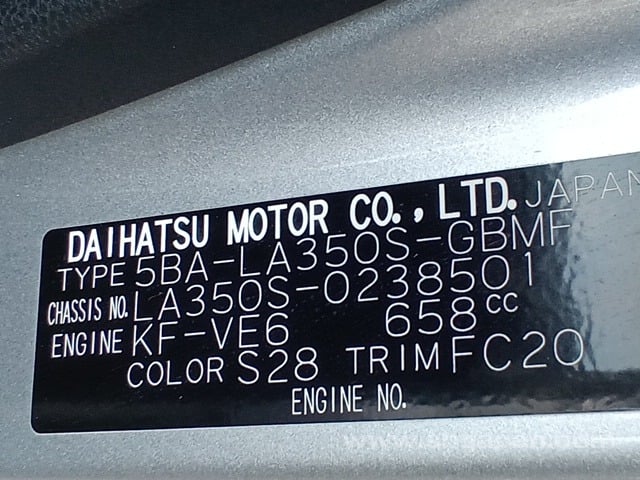 DAIHATSU MOTOR CO., LTD. JAPAN
TYPE 5BA-LA350S-GBMF
CHASSIS NO. LA350S-0238501
ENGINE KF-VE6 658cc
COLOR S28 TRIM FC20
ENGINE NO.